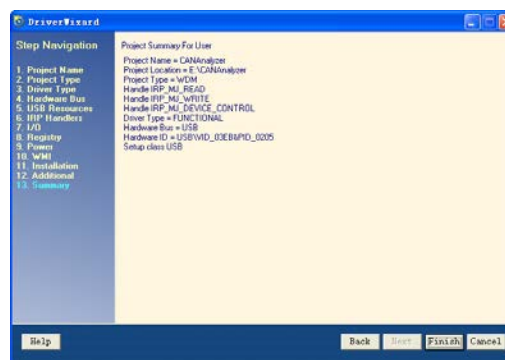 DriverWizard
Step Navigation
1. Project Name
2. Project Type
3. Driver Type
4. Hardware Bus
5. USB Resources
6. IRP Handlers
7. I/O
8. Registry
9. Power
10. WMI
11. Installation
12. Additional
13. Summary
Project Summary For User
Project Name = CANAnalyzer
Project Location = E:\CANAnalyzer
Project Type = WDM
Handle IRP_MJ_READ
Handle IRP_MJ_WRITE
Handle IRP_MJ_DEVICE_CONTROL
Driver Type = FUNCTIONAL
Hardware Bus = USB
Hardware ID = USB\VID_03EB&PID_0205
Setup class USB
Help
Back
Next
Finish
Cancel